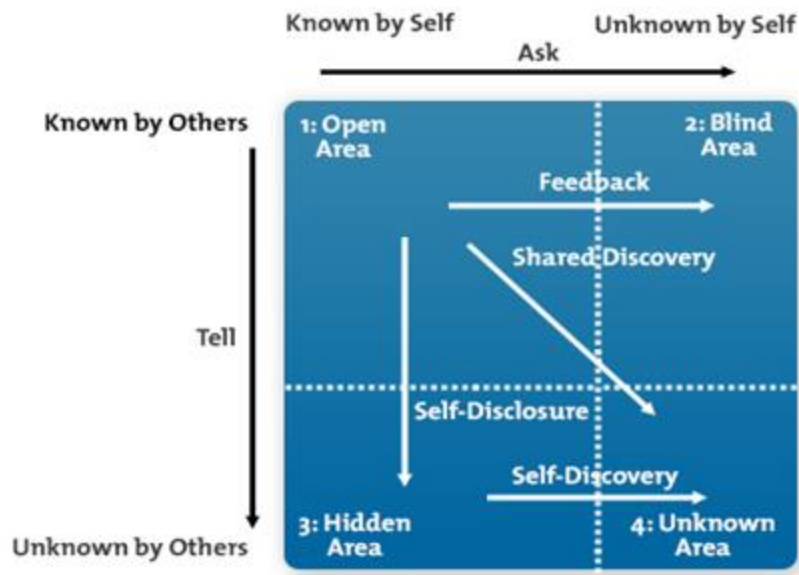 Known by Self
Unknown by Self
Ask
Known by Others
1: Open
Area
2: Blind
Area
Feedback
Shared Discovery
Tell
Self-Disclosure
Self-Discovery
3: Hidden
Area
4: Unknown
Area
Unknown by Others